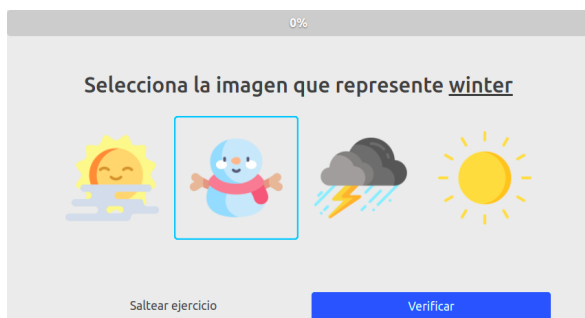 0%
Selecciona la imagen que represente winter
Saltear ejercicio
Verificar